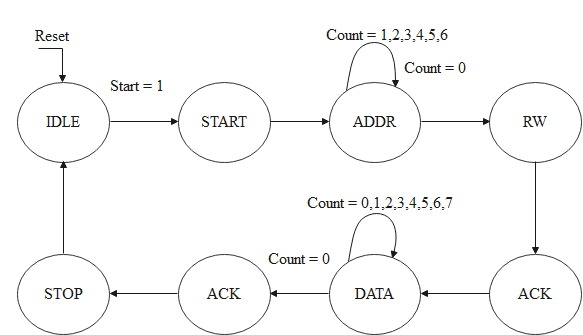 Reset
Count = 1,2,3,4,5,6
Count = 0
Start = 1
IDLE
START
ADDR
RW
Count = 0,1,2,3,4,5,6,7
Count = 0
STOP
ACK
DATA
ACK